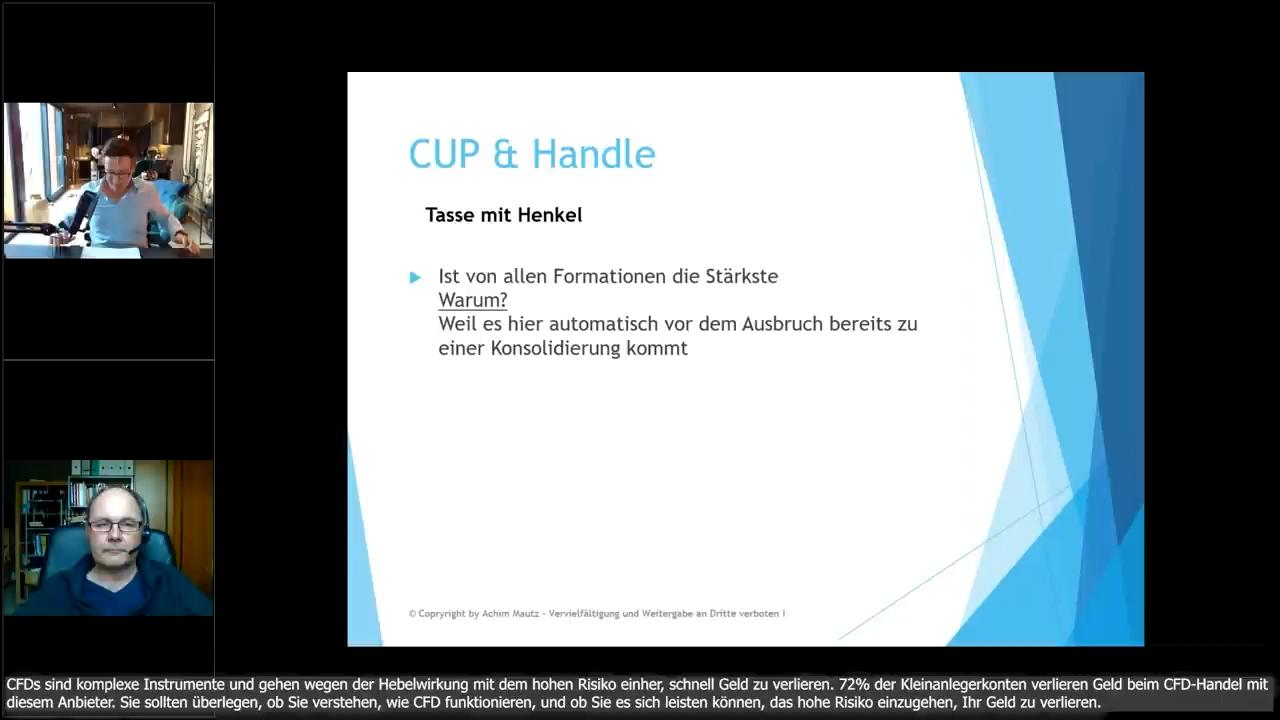 CUP & Handle
Tasse mit Henkel
Ist von allen Formationen die Stärkste
Warum?
Weil es hier automatisch vor dem Ausbruch bereits zu
einer Konsolidierung kommt
© Copryright by Achim Mautz - Vervielfältigung und Weitergabe an Dritte verboten !
CFDs sind komplexe Instrumente und gehen wegen der Hebelwirkung mit dem hohen Risiko einher, schnell Geld zu verlieren. 72% der Kleinanlegerkonten verlieren Geld beim CFD-Handel mit
diesem Anbieter. Sie sollten überlegen, ob Sie verstehen, wie CFD funktionieren, und ob Sie es sich leisten können, das hohe Risiko einzugehen, Ihr Geld zu verlieren.